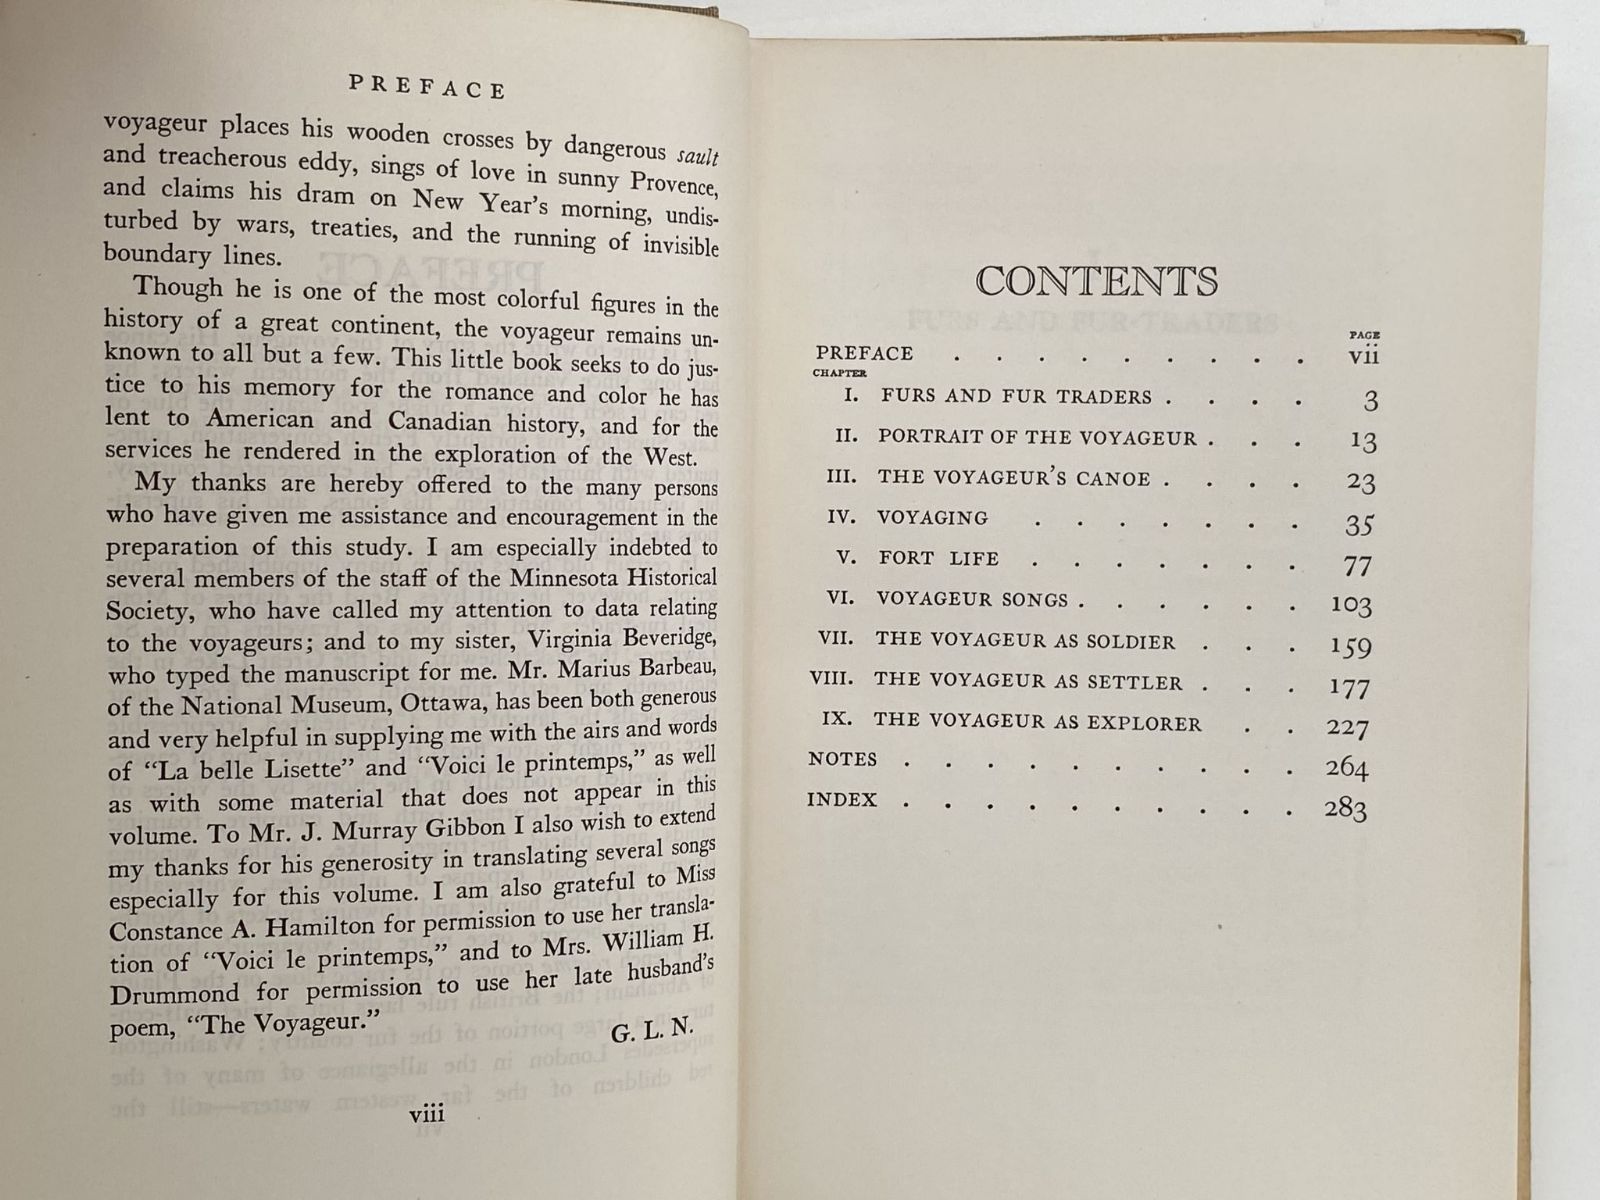 PREFACE
voyageur places his wooden crosses by dangerous sault
and treacherous eddy, sings of love in sunny Provence,
and claims his dram on New Year's morning, undis-
turbed by wars, treaties, and the running of invisible
boundary lines.
Though he is one of the most colorful figures in the
history of a great continent, the voyageur remains un-
known to all but a few. This little book seeks to do jus-
tice to his memory for the romance and color he has
lent to American and Canadian history, and for the
services he rendered in the exploration of the West.
My thanks are hereby offered to the many persons
who have given me assistance and encouragement in the
preparation of this study. I am especially indebted to
several members of the staff of the Minnesota Historical
Society, who have called my attention to data relating
to the voyageurs; and to my sister, Virginia Beveridge,
who typed the manuscript for me. Mr. Marius Barbeau,
of the National Museum, Ottawa, has been both generous
and very helpful in supplying me with the airs and words
of “La belle Lisette” and “Voici le printemps,” as well
as with some material that does not appear in this
volume. To Mr. J. Murray Gibbon I also wish to extend
my thanks for his generosity in translating several songs
especially for this volume. I am also grateful to Miss
Constance A. Hamilton for permission to use her transla-
tion of “Voici le printemps,” and to Mrs. William H.
Drummond for permission to use her late husband's
poem, “The Voyageur.”
G. L. N.
viii
CONTENTS
PAGE
PREFACE . . . . . . . . . vii
CHAPTER
I. FURS AND FUR TRADERS . . . . 3
II. PORTRAIT OF THE VOYAGEUR . . . 13
III. THE VOYAGEUR'S CANOE . . . . 23
IV. VOYAGING . . . . . . . 35
V. FORT LIFE . . . . . . . 77
VI. VOYAGEUR SONGS . . . . . . 103
VII. THE VOYAGEUR AS SOLDIER . . . 159
VIII. THE VOYAGEUR AS SETTLER . . . 177
IX. THE VOYAGEUR AS EXPLORER . . 227
NOTES . . . . . . . . . . 264
INDEX . . . . . . . . . . 283